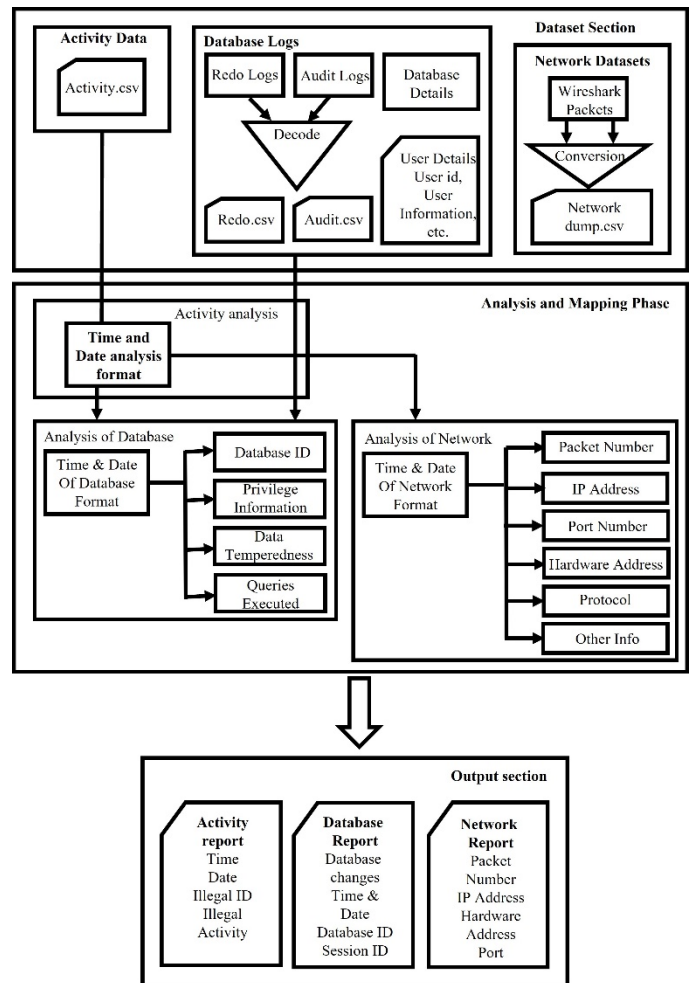 Dataset Section
Activity Data
Activity.csv
Database Logs
Redo Logs
Audit Logs
Database
Details
Decode
User Details
User id,
User
Information,
etc.
Redo.csv
Audit.csv
Network Datasets
Wireshark
Packets
Conversion
Network
dump.csv
Analysis and Mapping Phase
Activity analysis
Time and
Date analysis
format
Analysis of Database
Time & Date
Of Database
Format
Database ID
Privilege
Information
Data
Temperedness
Queries
Executed
Analysis of Network
Time & Date
Of Network
Format
Packet Number
IP Address
Port Number
Hardware Address
Protocol
Other Info
Output section
Activity
report
Time
Date
Illegal ID
Illegal
Activity
Database
Report
Database
changes
Time &
Date
Database ID
Session ID
Network
Report
Packet
Number
IP Address
Hardware
Address
Port